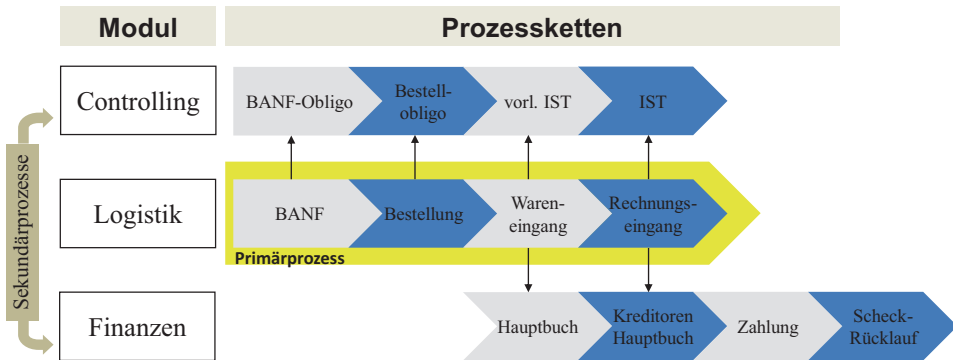 Modul
Prozessketten
Sekundärprozesse
Controlling
BANF-Obligo
Bestell-
obligo
vorl. IST
IST
Logistik
BANF
Bestellung
Waren-
eingang
Rechnungs-
eingang
Primärprozess
Finanzen
Hauptbuch
Kreditoren
Hauptbuch
Zahlung
Scheck-
Rücklauf